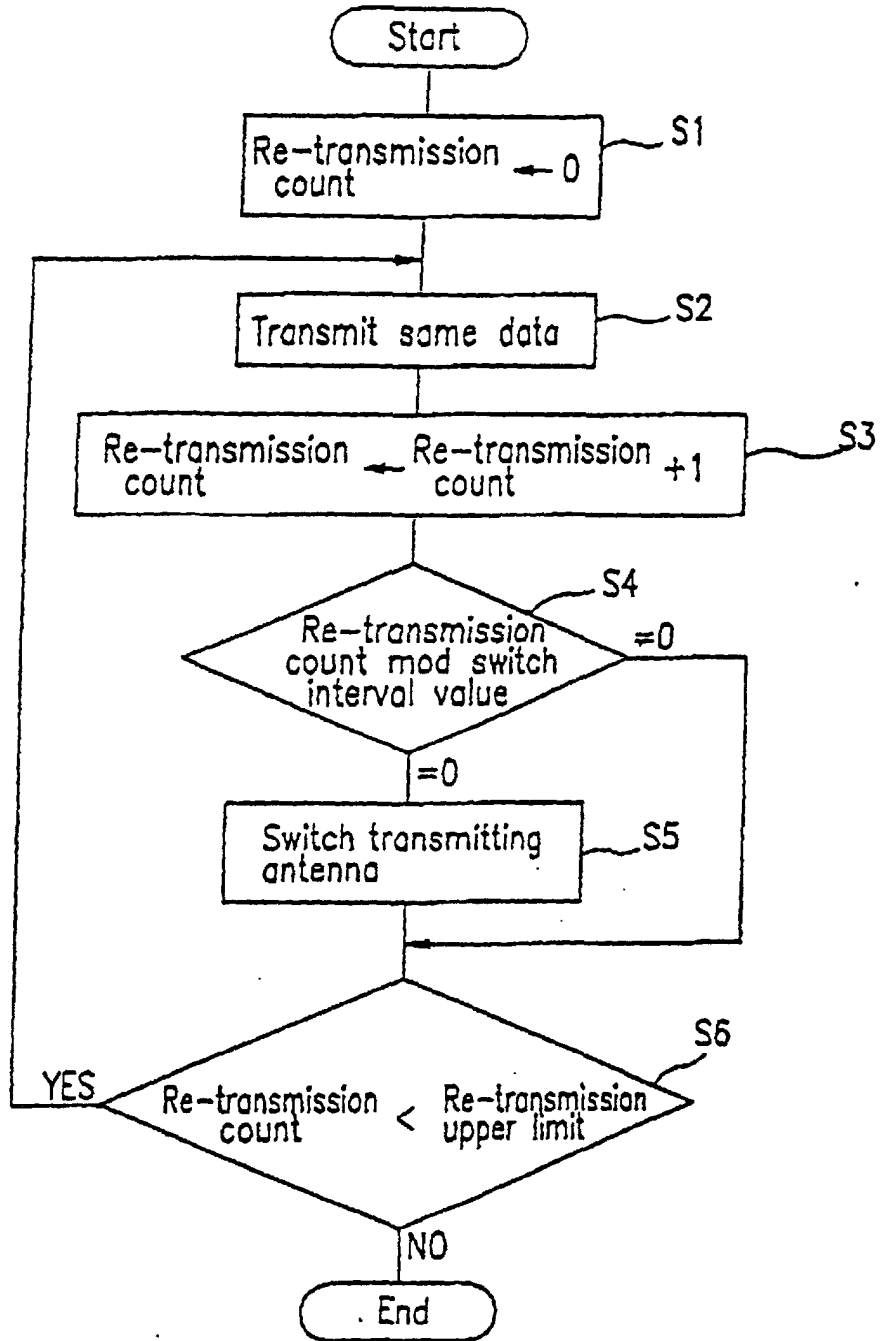 Start
Re-transmission
count ← 0
S1
Transmit same data
S2
Re-transmission ← Re-transmission +1
count count
S3
S4
Re-transmission
count mod switch
interval value
≠0
=0
Switch transmitting
antenna
S5
S6
YES
Re-transmission < Re-transmission
count upper limit
NO
End